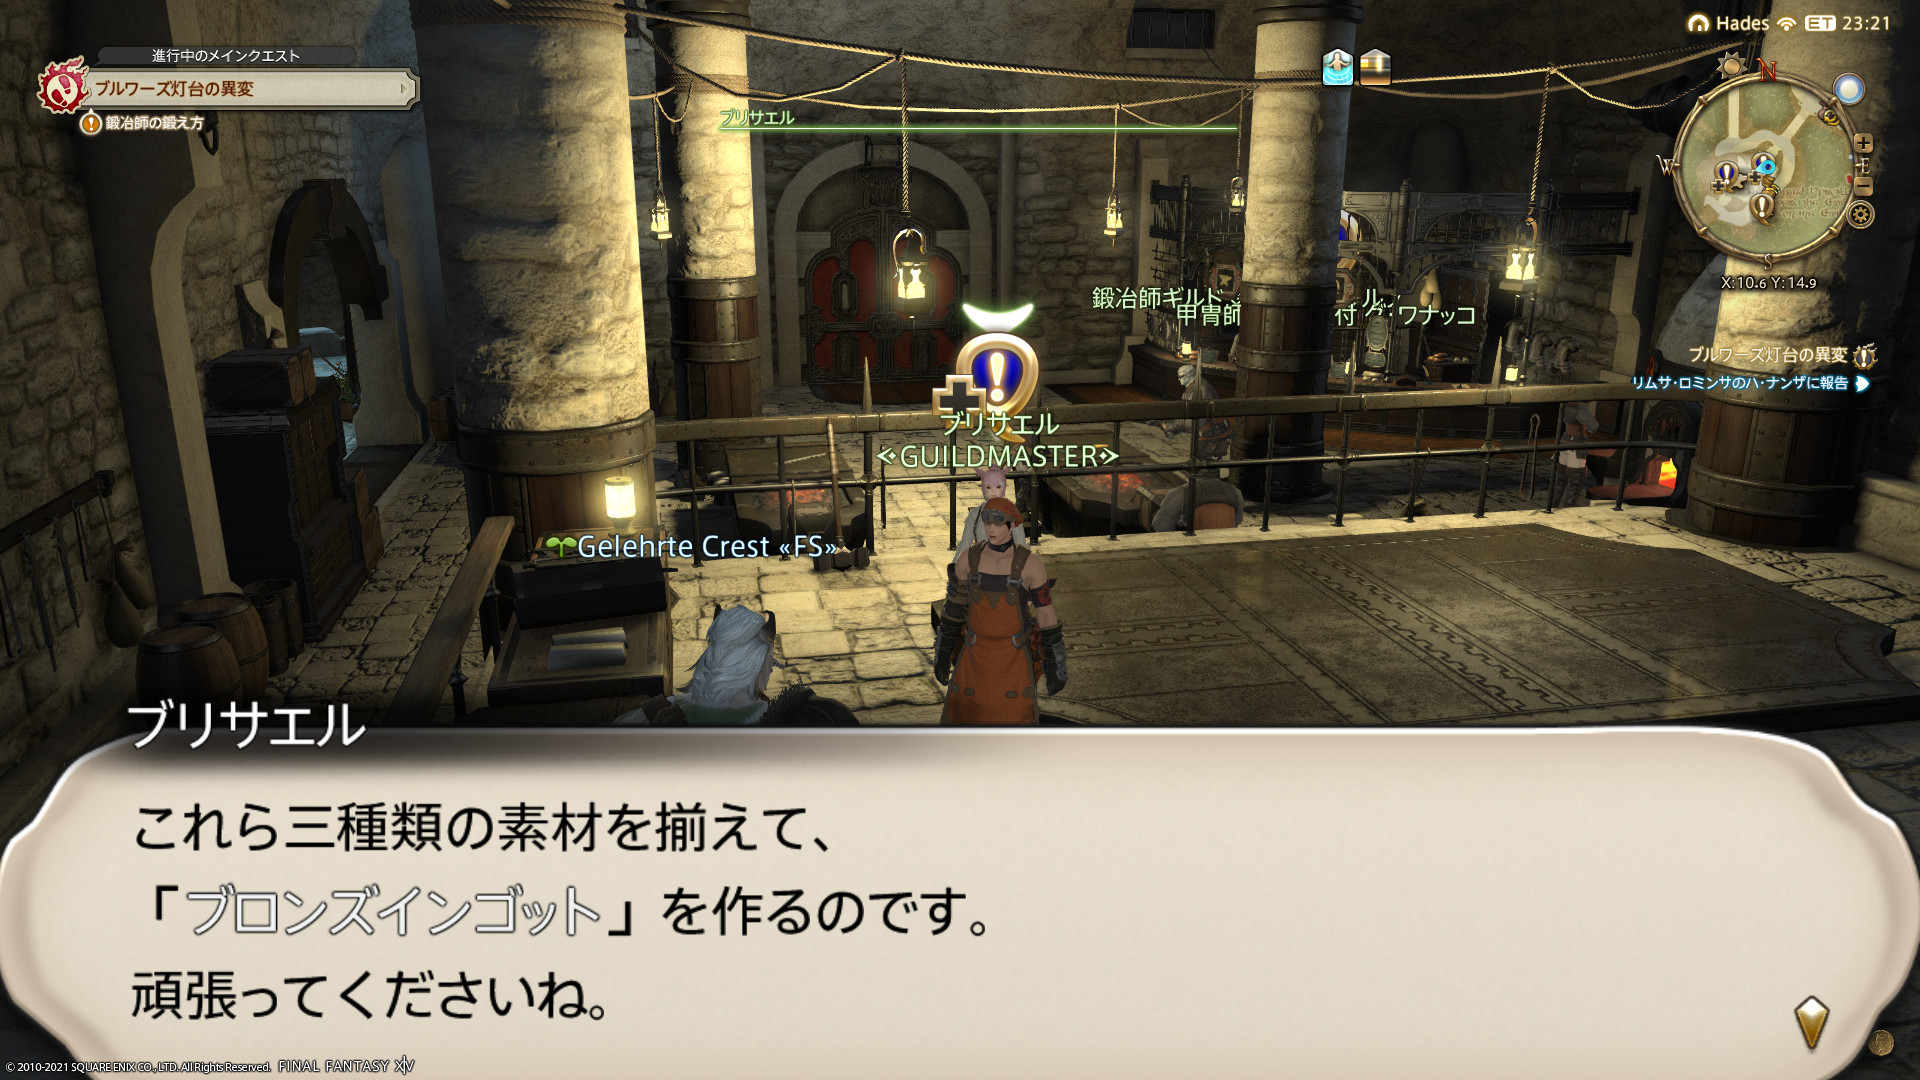 進行中のメインクエスト
ブルワーズ灯台の異変
鍛冶師の鍛え方
Hades ET 23:21
N
W
E
S
X:10.6 Y:14.9
ブルワーズ灯台の異変
リムサ・ロミンサのハ・ナンザに報告
ブリサエル
鍛冶師ギルド
甲冑師
付
ワナッコ
ブリサエル
«GUILDMASTER»
Gelehrte Crest «FS»
ブリサエル
これら三種類の素材を揃えて、
「ブロンズインゴット」を作るのです。
頑張ってくださいね。
© 2010-2021 SQUARE ENIX CO., LTD. All Rights Reserved. FINAL FANTASY XIV